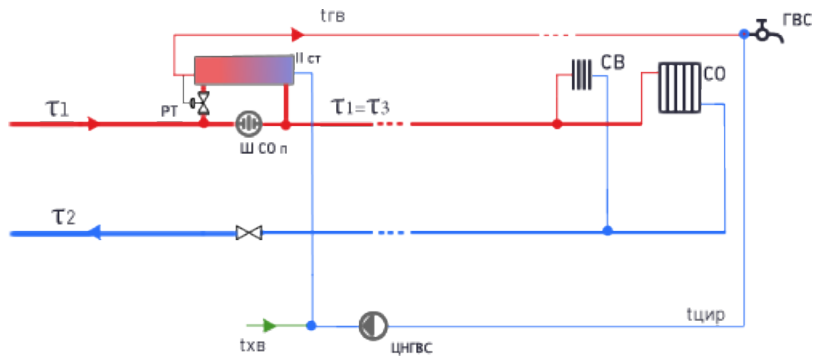 tгв
ГВС
II ст
СВ
СО
τ1
РТ
τ1=τ3
Ш СО п
τ2
tцир
tхв
ЦНГВС